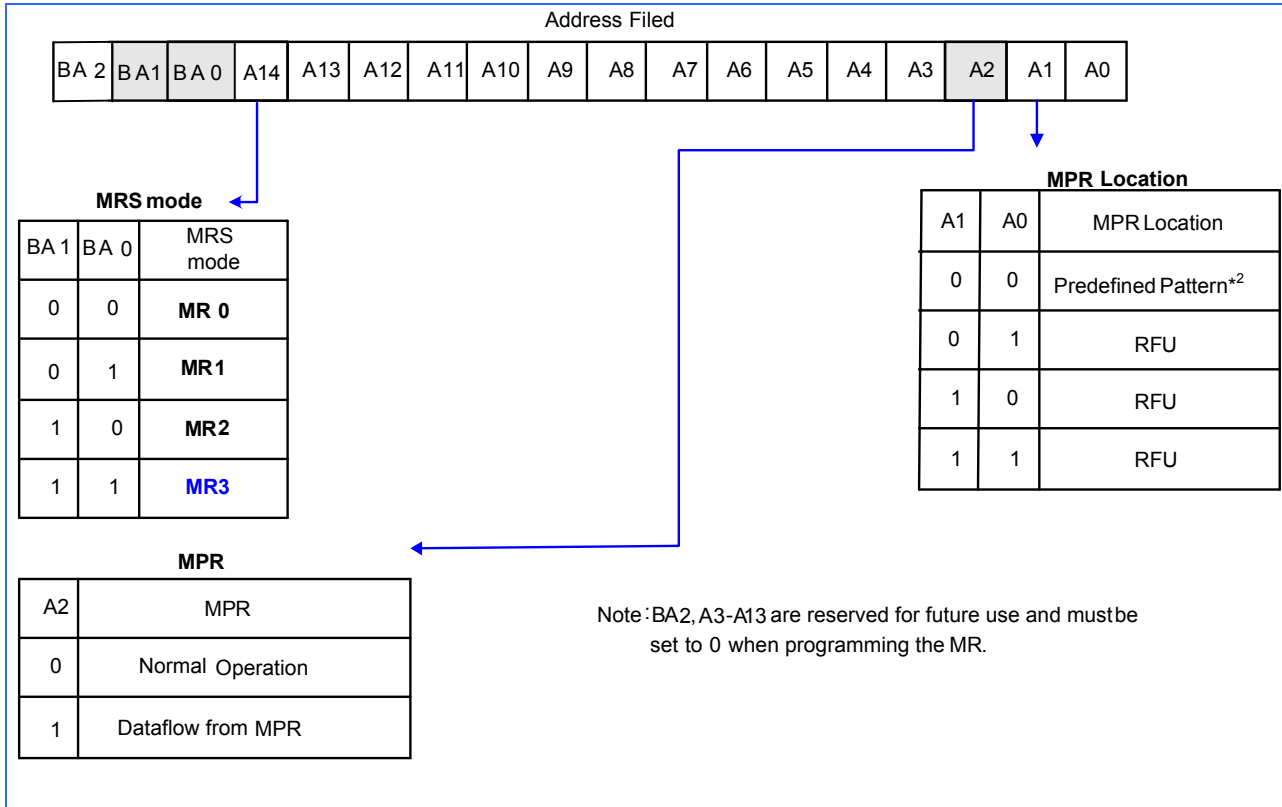 Address Filed
BA 2 BA1 BA 0 A14 A13 A12 A11 A10 A9 A8 A7 A6 A5 A4 A3 A2 A1 A0
MRS mode
BA 1 BA 0 MRS mode
0 0 MR 0
0 1 MR1
1 0 MR2
1 1 MR3
MPR Location
A1 A0 MPR Location
0 0 Predefined Pattern*2
0 1 RFU
1 0 RFU
1 1 RFU
MPR
A2 MPR
0 Normal Operation
1 Dataflow from MPR
Note:BA2, A3-A13 are reserved for future use and must be
set to 0 when programming the MR.